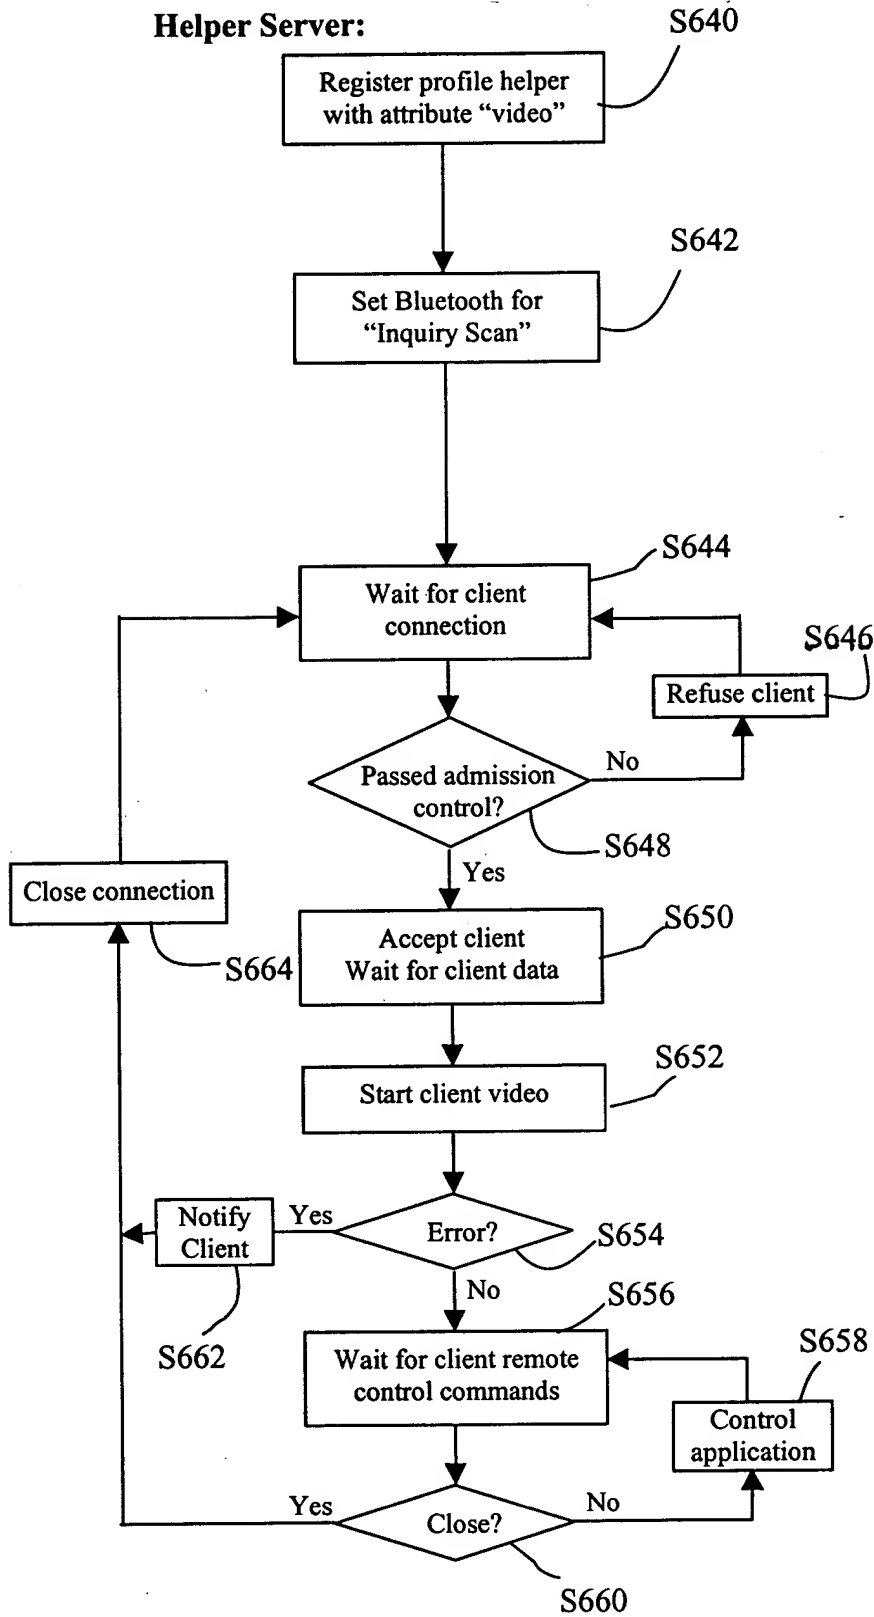 Helper Server:
S640
Register profile helper
with attribute “video”
S642
Set Bluetooth for
“Inquiry Scan”
S644
Wait for client
connection
S646
Refuse client
Passed admission
control?
No
S648
Yes
Close connection
S664
Accept client
Wait for client data
S650
S652
Start client video
Notify
Client
Yes
Error?
S654
S662
No
S656
Wait for client remote
control commands
S658
Control
application
Yes
Close?
No
S660